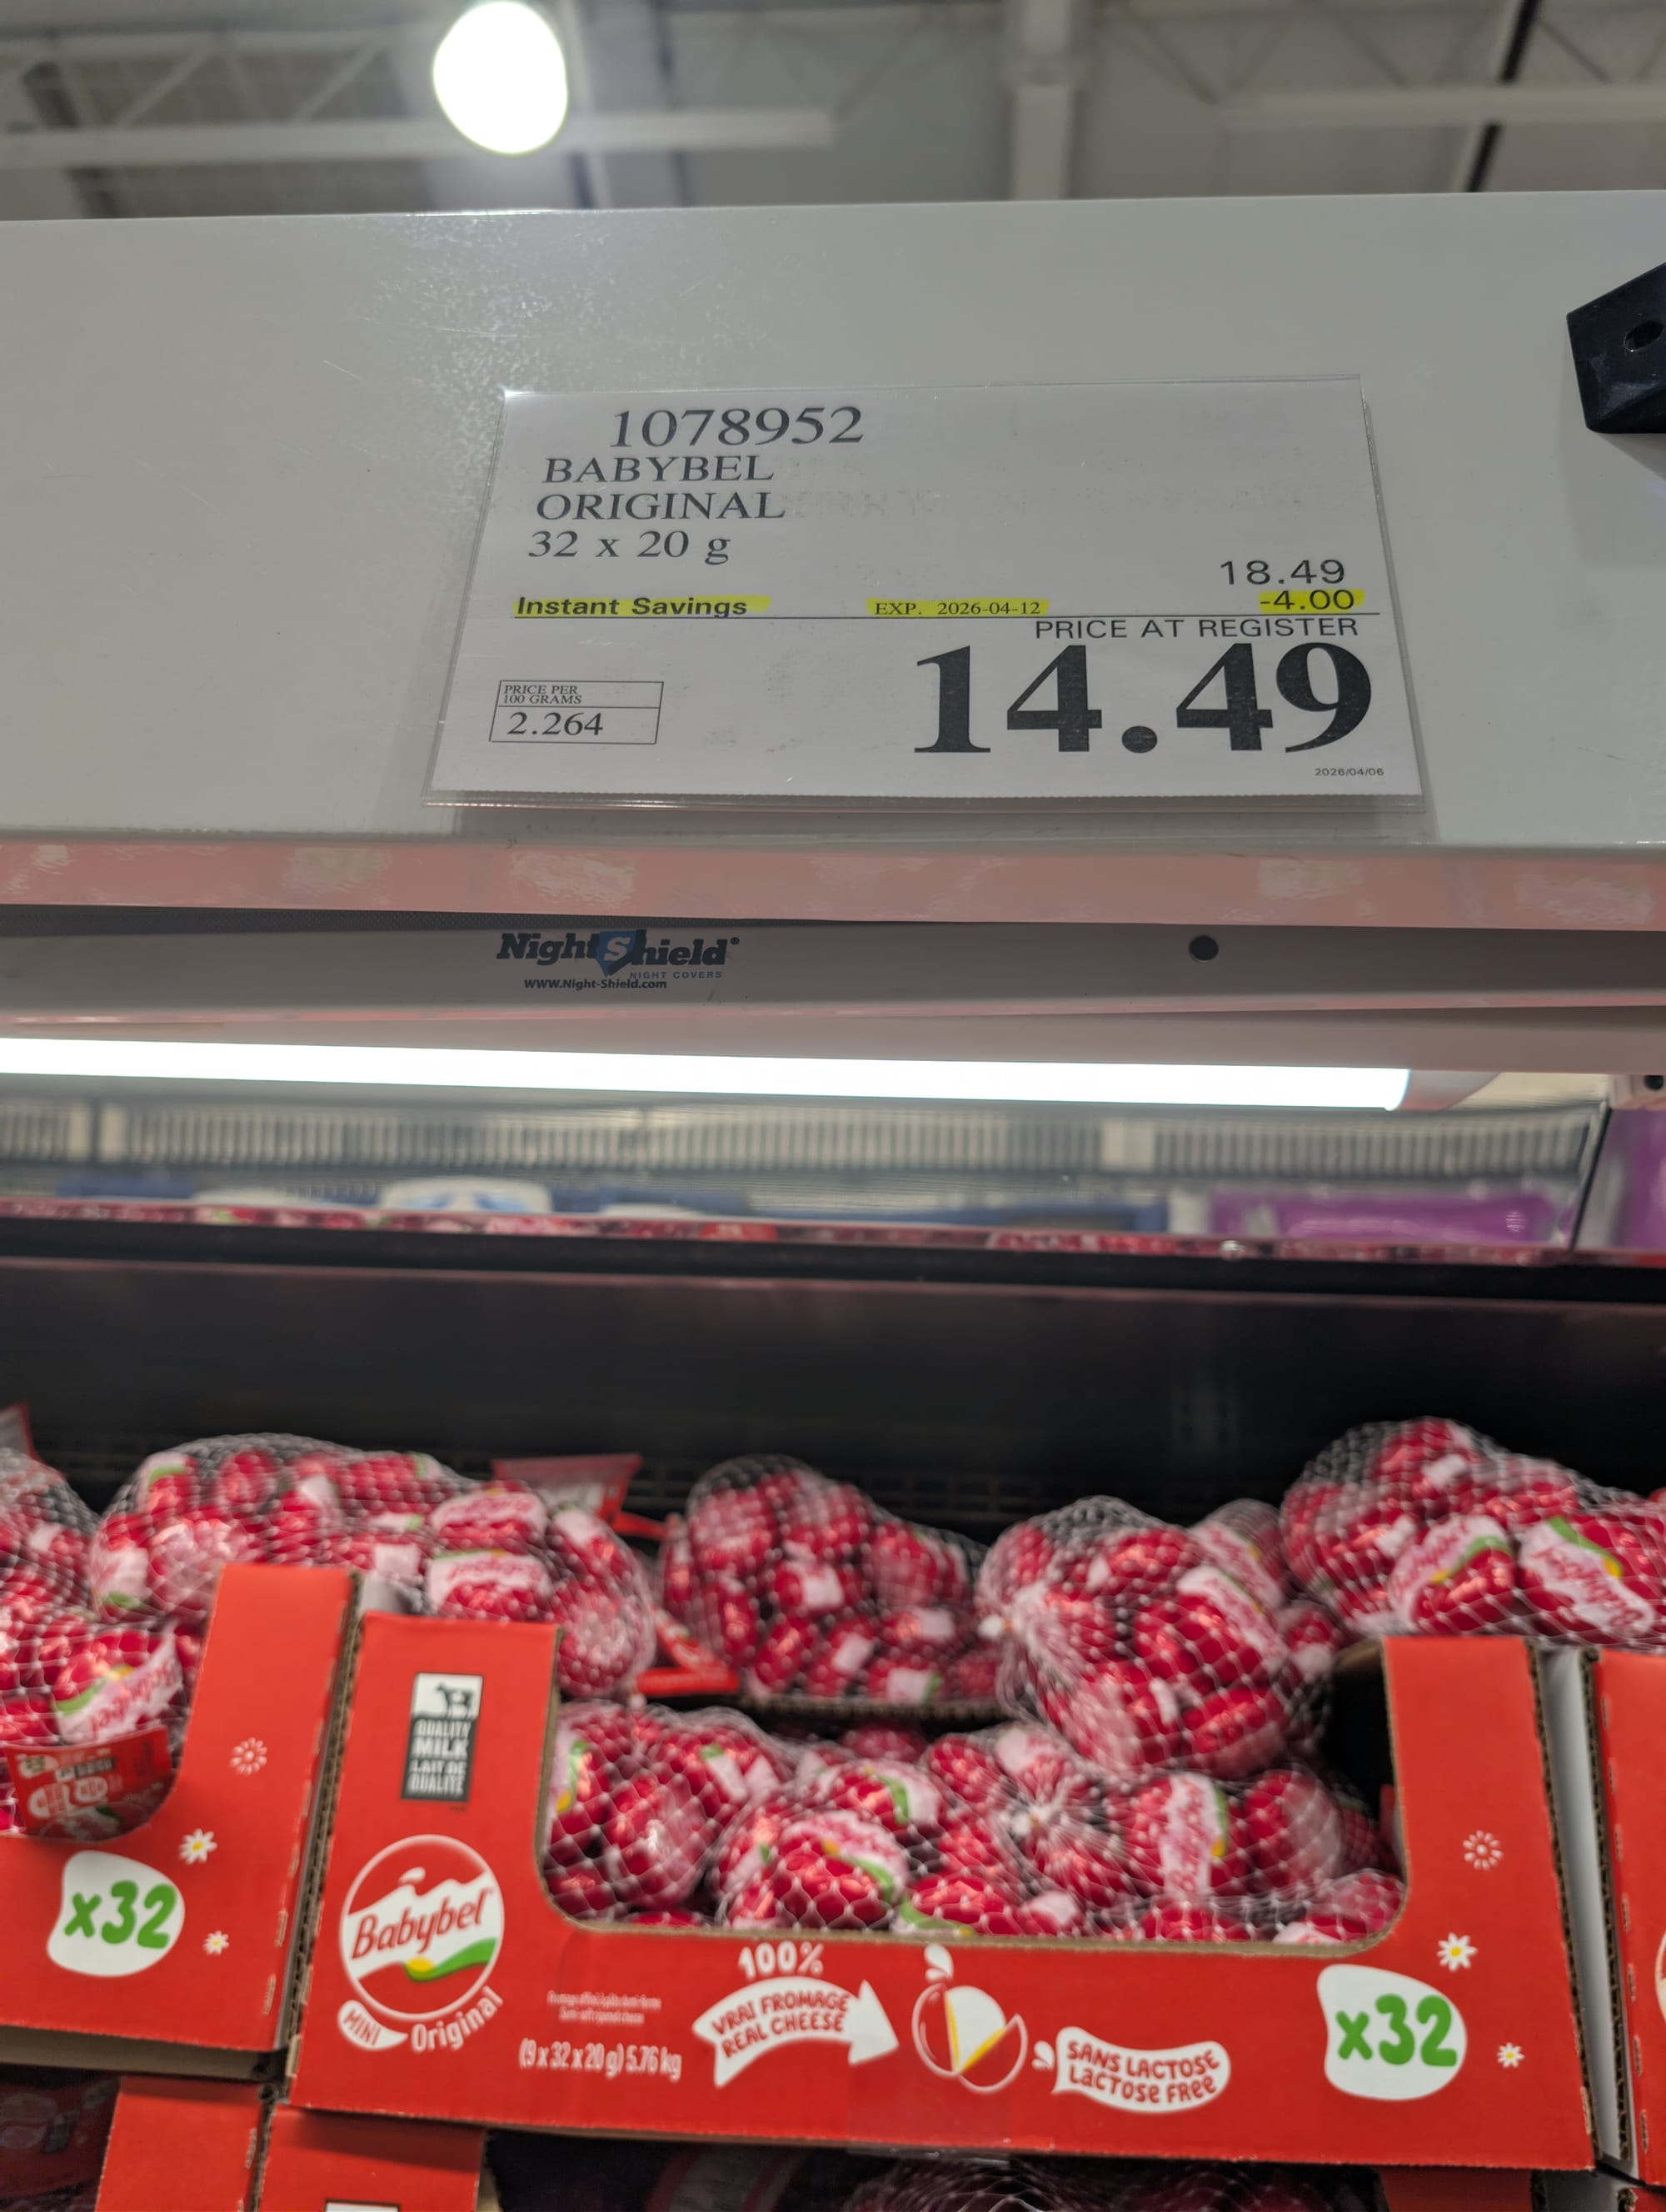 1078952
BABYBEL
ORIGINAL
32 x 20 g
18.49
Instant Savings EXP. 2026-04-12 -4.00
PRICE AT REGISTER
14.49
PRICE PER
100 GRAMS
2.264
2026/04/06
NightShield®
NIGHT COVERS
www.Night-Shield.com
QUALITY
MILK
LAIT DE
QUALITÉ
x32
Babybel
MINI Original
(9 x 32 x 20 g) 5.76 kg
100%
VRAI FROMAGE
REAL CHEESE
SANS LACTOSE
LACTOSE FREE
x32